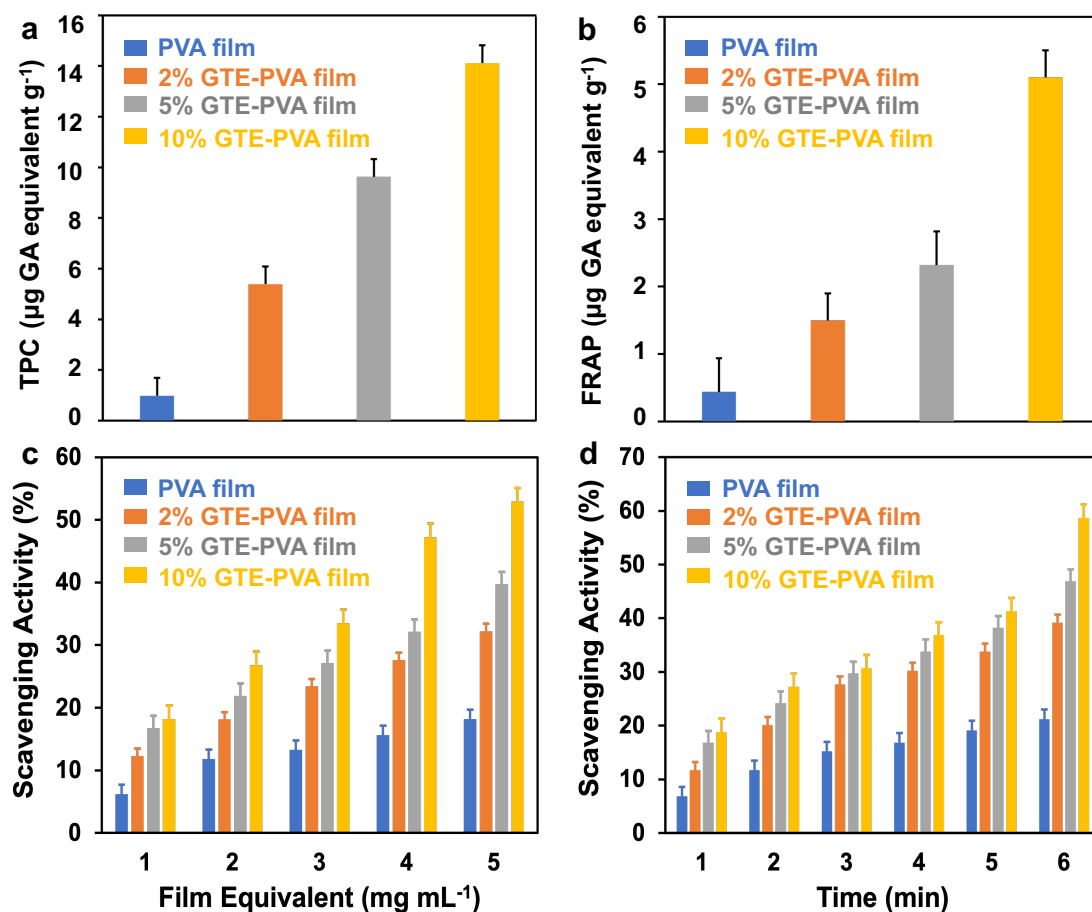 a
PVA film
2% GTE-PVA film
5% GTE-PVA film
10% GTE-PVA film
TPC (µg GA equivalent g⁻¹)
16
14
12
10
8
6
4
2
0
b
PVA film
2% GTE-PVA film
5% GTE-PVA film
10% GTE-PVA film
FRAP (µg GA equivalent g⁻¹)
6
5
4
3
2
1
0
c
PVA film
2% GTE-PVA film
5% GTE-PVA film
10% GTE-PVA film
Scavenging Activity (%)
60
50
40
30
20
10
0
1 2 3 4 5
Film Equivalent (mg mL⁻¹)
d
PVA film
2% GTE-PVA film
5% GTE-PVA film
10% GTE-PVA film
Scavenging Activity (%)
70
60
50
40
30
20
10
0
1 2 3 4 5 6
Time (min)